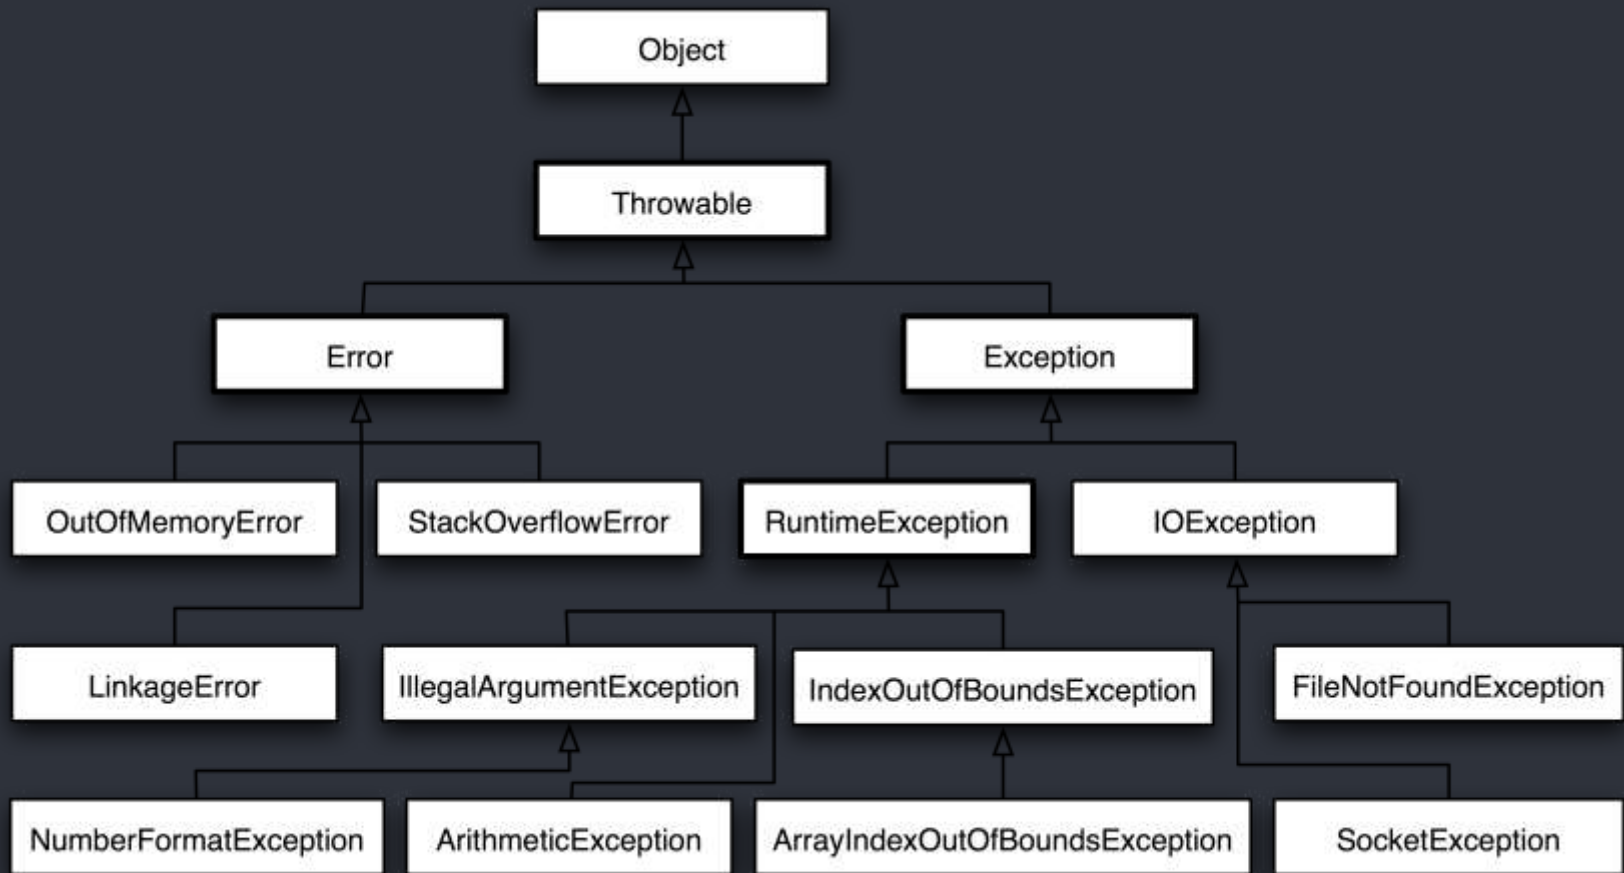 Object
Throwable
Error
Exception
OutOfMemoryError
StackOverflowError
RuntimeException
IOException
LinkageError
IllegalArgumentException
IndexOutOfBoundsException
FileNotFoundException
NumberFormatException
ArithmeticException
ArrayIndexOutOfBoundsException
SocketException